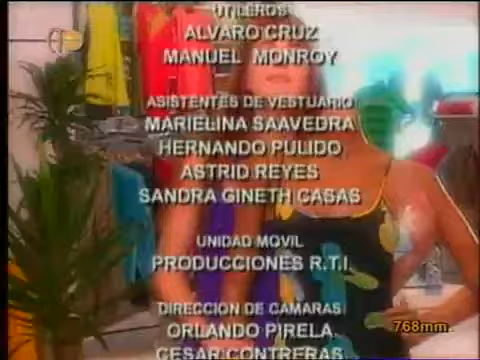 UTILEROS
ALVARO CRUZ
MANUEL MONROY
ASISTENTES DE VESTUARIO
MARIELINA SAAVEDRA
HERNANDO PULIDO
ASTRID REYES
SANDRA GINETH CASAS
UNIDAD MOVIL
PRODUCCIONES R.T.I.
DIRECCION DE CAMARAS
ORLANDO PIRELA
CESAR CONTRERAS
768mm